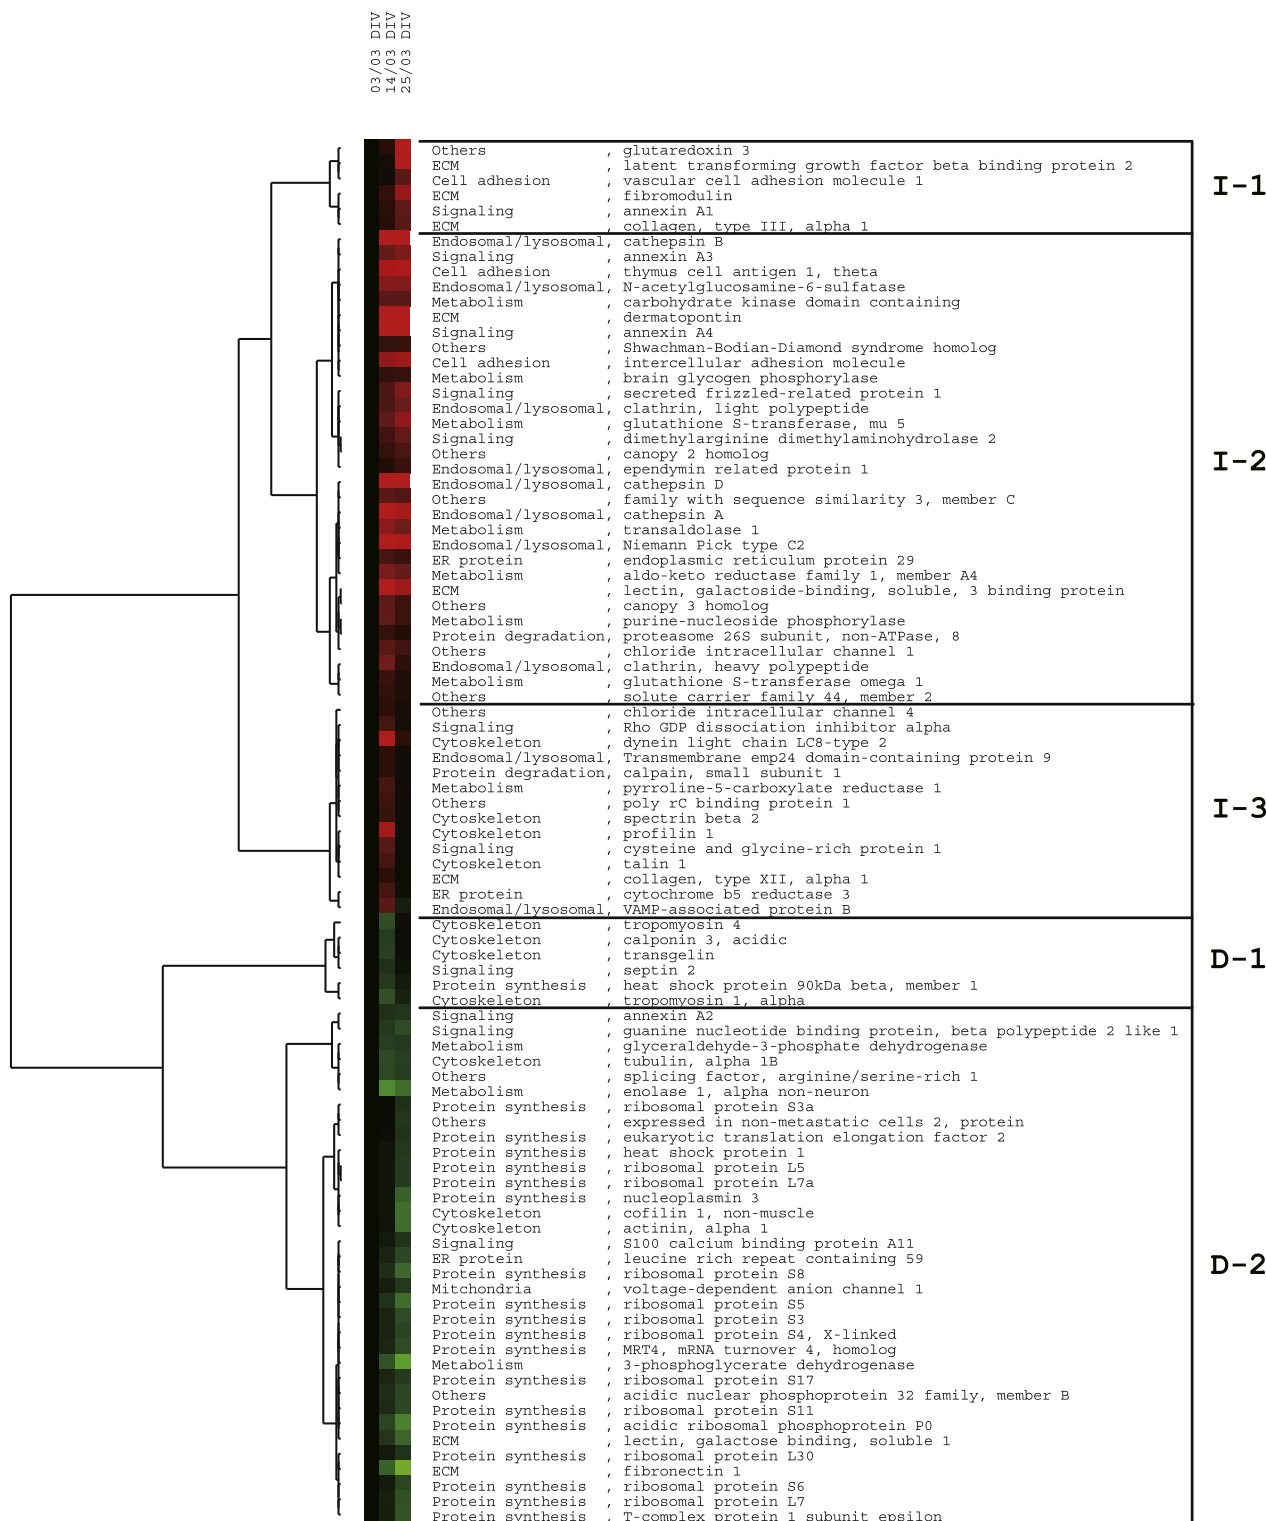 03/03 DIV
14/03 DIV
25/03 DIV
Others , glutaredoxin 3
ECM , latent transforming growth factor beta binding protein 2
Cell adhesion , vascular cell adhesion molecule 1
ECM , fibromodulin
Signaling , annexin A1
ECM , collagen, type III, alpha 1
I-1
Endosomal/lysosomal, cathepsin B
Signaling , annexin A3
Cell adhesion , thymus cell antigen 1, theta
Endosomal/lysosomal, N-acetylglucosamine-6-sulfatase
Metabolism , carbohydrate kinase domain containing
ECM , dermatopontin
Signaling , annexin A4
Others , Shwachman-Bodian-Diamond syndrome homolog
Cell adhesion , intercellular adhesion molecule
Metabolism , brain glycogen phosphorylase
Signaling , secreted frizzled-related protein 1
Endosomal/lysosomal, clathrin, light polypeptide
Metabolism , glutathione S-transferase, mu 5
Signaling , dimethylarginine dimethylaminohydrolase 2
Others , canopy 2 homolog
Endosomal/lysosomal, ependymin related protein 1
Endosomal/lysosomal, cathepsin D
Others , family with sequence similarity 3, member C
Endosomal/lysosomal, cathepsin A
Metabolism , transaldolase 1
Endosomal/lysosomal, Niemann Pick type C2
ER protein , endoplasmic reticulum protein 29
Metabolism , aldo-keto reductase family 1, member A4
ECM , lectin, galactoside-binding, soluble, 3 binding protein
Others , canopy 3 homolog
Metabolism , purine-nucleoside phosphorylase
Protein degradation, proteasome 26S subunit, non-ATPase, 8
Others , chloride intracellular channel 1
Endosomal/lysosomal, clathrin, heavy polypeptide
Metabolism , glutathione S-transferase omega 1
Others , solute carrier family 44, member 2
I-2
Others , chloride intracellular channel 4
Signaling , Rho GDP dissociation inhibitor alpha
Cytoskeleton , dynein light chain LC8-type 2
Endosomal/lysosomal, Transmembrane emp24 domain-containing protein 9
Protein degradation, calpain, small subunit 1
Metabolism , pyrroline-5-carboxylate reductase 1
Others , poly rC binding protein 1
Cytoskeleton , spectrin beta 2
Cytoskeleton , profilin 1
Signaling , cysteine and glycine-rich protein 1
Cytoskeleton , talin 1
ECM , collagen, type XII, alpha 1
ER protein , cytochrome b5 reductase 3
Endosomal/lysosomal, VAMP-associated protein B
I-3
Cytoskeleton , tropomyosin 4
Cytoskeleton , calponin 3, acidic
Cytoskeleton , transgelin
Signaling , septin 2
Protein synthesis , heat shock protein 90kDa beta, member 1
Cytoskeleton , tropomyosin 1, alpha
D-1
Signaling , annexin A2
Signaling , guanine nucleotide binding protein, beta polypeptide 2 like 1
Metabolism , glyceraldehyde-3-phosphate dehydrogenase
Cytoskeleton , tubulin, alpha 1B
Others , splicing factor, arginine/serine-rich 1
Metabolism , enolase 1, alpha non-neuron
Protein synthesis , ribosomal protein S3a
Others , expressed in non-metastatic cells 2, protein
Protein synthesis , eukaryotic translation elongation factor 2
Protein synthesis , heat shock protein 1
Protein synthesis , ribosomal protein L5
Protein synthesis , ribosomal protein L7a
Protein synthesis , nucleoplasmin 3
Cytoskeleton , cofilin 1, non-muscle
Cytoskeleton , actinin, alpha 1
Signaling , S100 calcium binding protein A11
ER protein , leucine rich repeat containing 59
Protein synthesis , ribosomal protein S8
Mitchondria , voltage-dependent anion channel 1
Protein synthesis , ribosomal protein S5
Protein synthesis , ribosomal protein S3
Protein synthesis , ribosomal protein S4, X-linked
Protein synthesis , MRT4, mRNA turnover 4, homolog
Metabolism , 3-phosphoglycerate dehydrogenase
Protein synthesis , ribosomal protein S17
Others , acidic nuclear phosphoprotein 32 family, member B
Protein synthesis , ribosomal protein S11
Protein synthesis , acidic ribosomal phosphoprotein P0
ECM , lectin, galactose binding, soluble 1
Protein synthesis , ribosomal protein L30
ECM , fibronectin 1
Protein synthesis , ribosomal protein S6
Protein synthesis , ribosomal protein L7
Protein synthesis , T-complex protein 1 subunit epsilon
D-2